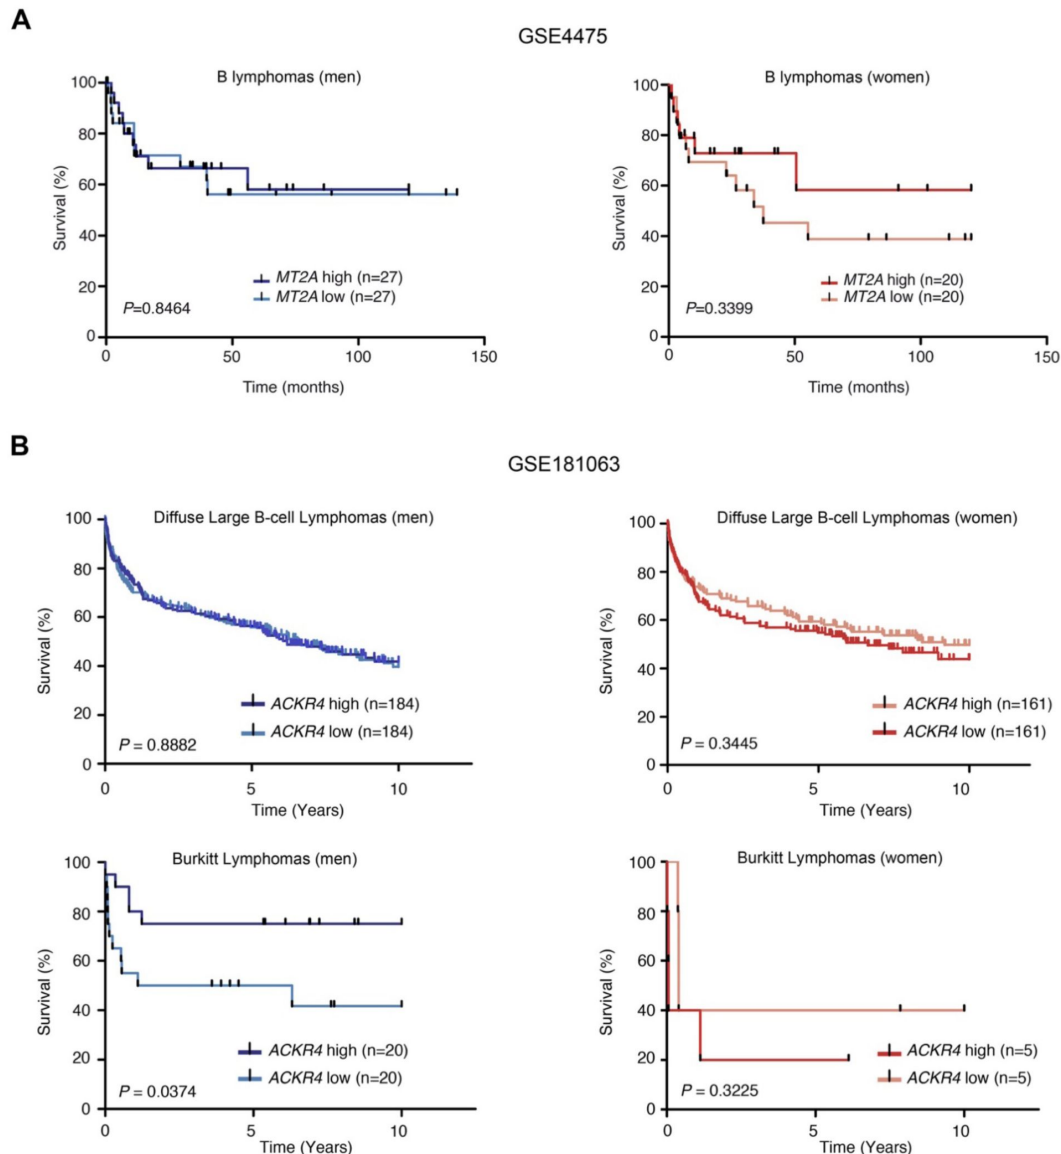 A
GSE4475
B lymphomas (men)
100
80
60
40
20
0
Survival (%)
MT2A high (n=27)
MT2A low (n=27)
P=0.8464
0 50 100 150
Time (months)
B lymphomas (women)
100
80
60
40
20
0
Survival (%)
MT2A high (n=20)
MT2A low (n=20)
P=0.3399
0 50 100 150
Time (months)
B
GSE181063
Diffuse Large B-cell Lymphomas (men)
100
80
60
40
20
0
Survival (%)
ACKR4 high (n=184)
ACKR4 low (n=184)
P = 0.8882
0 5 10
Time (Years)
Diffuse Large B-cell Lymphomas (women)
100
80
60
40
20
0
Survival (%)
ACKR4 high (n=161)
ACKR4 low (n=161)
P = 0.3445
0 5 10
Time (Years)
Burkitt Lymphomas (men)
100
80
60
40
20
0
Survival (%)
ACKR4 high (n=20)
ACKR4 low (n=20)
P = 0.0374
0 5 10
Time (Years)
Burkitt Lymphomas (women)
100
80
60
40
20
0
Survival (%)
ACKR4 high (n=5)
ACKR4 low (n=5)
P = 0.3225
0 5 10
Time (Years)